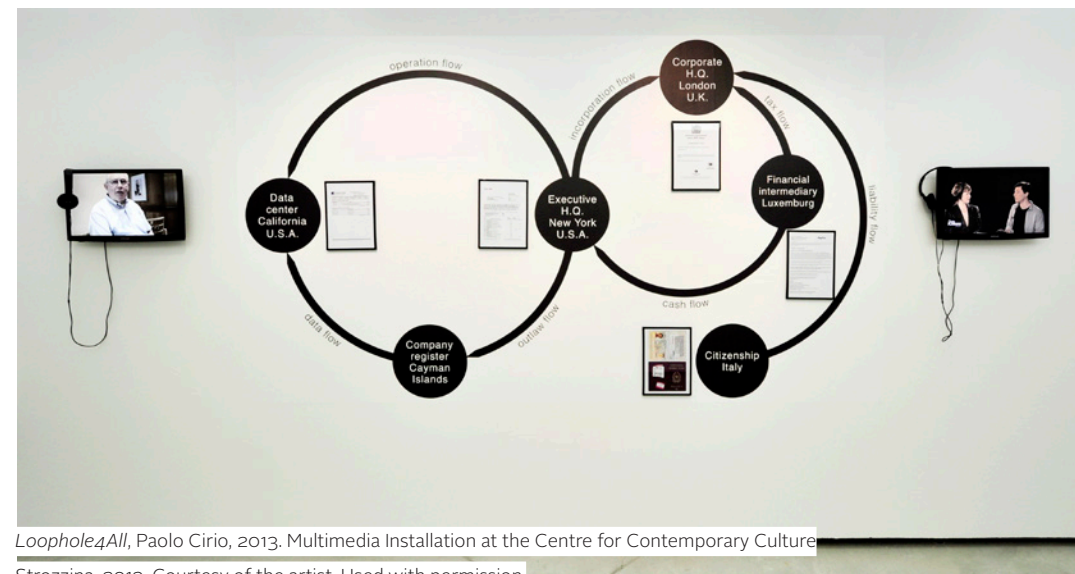 operation flow
Data
center
California
U.S.A.
Executive
H.Q.
New York
U.S.A.
data flow
Company
register
Cayman
Islands
outlaw flow
incorporation flow
Corporate
H.Q.
London
U.K.
tax flow
Financial
intermediary
Luxemburg
liability flow
cash flow
Citizenship
Italy
Loophole4All, Paolo Cirio, 2013. Multimedia Installation at the Centre for Contemporary Culture